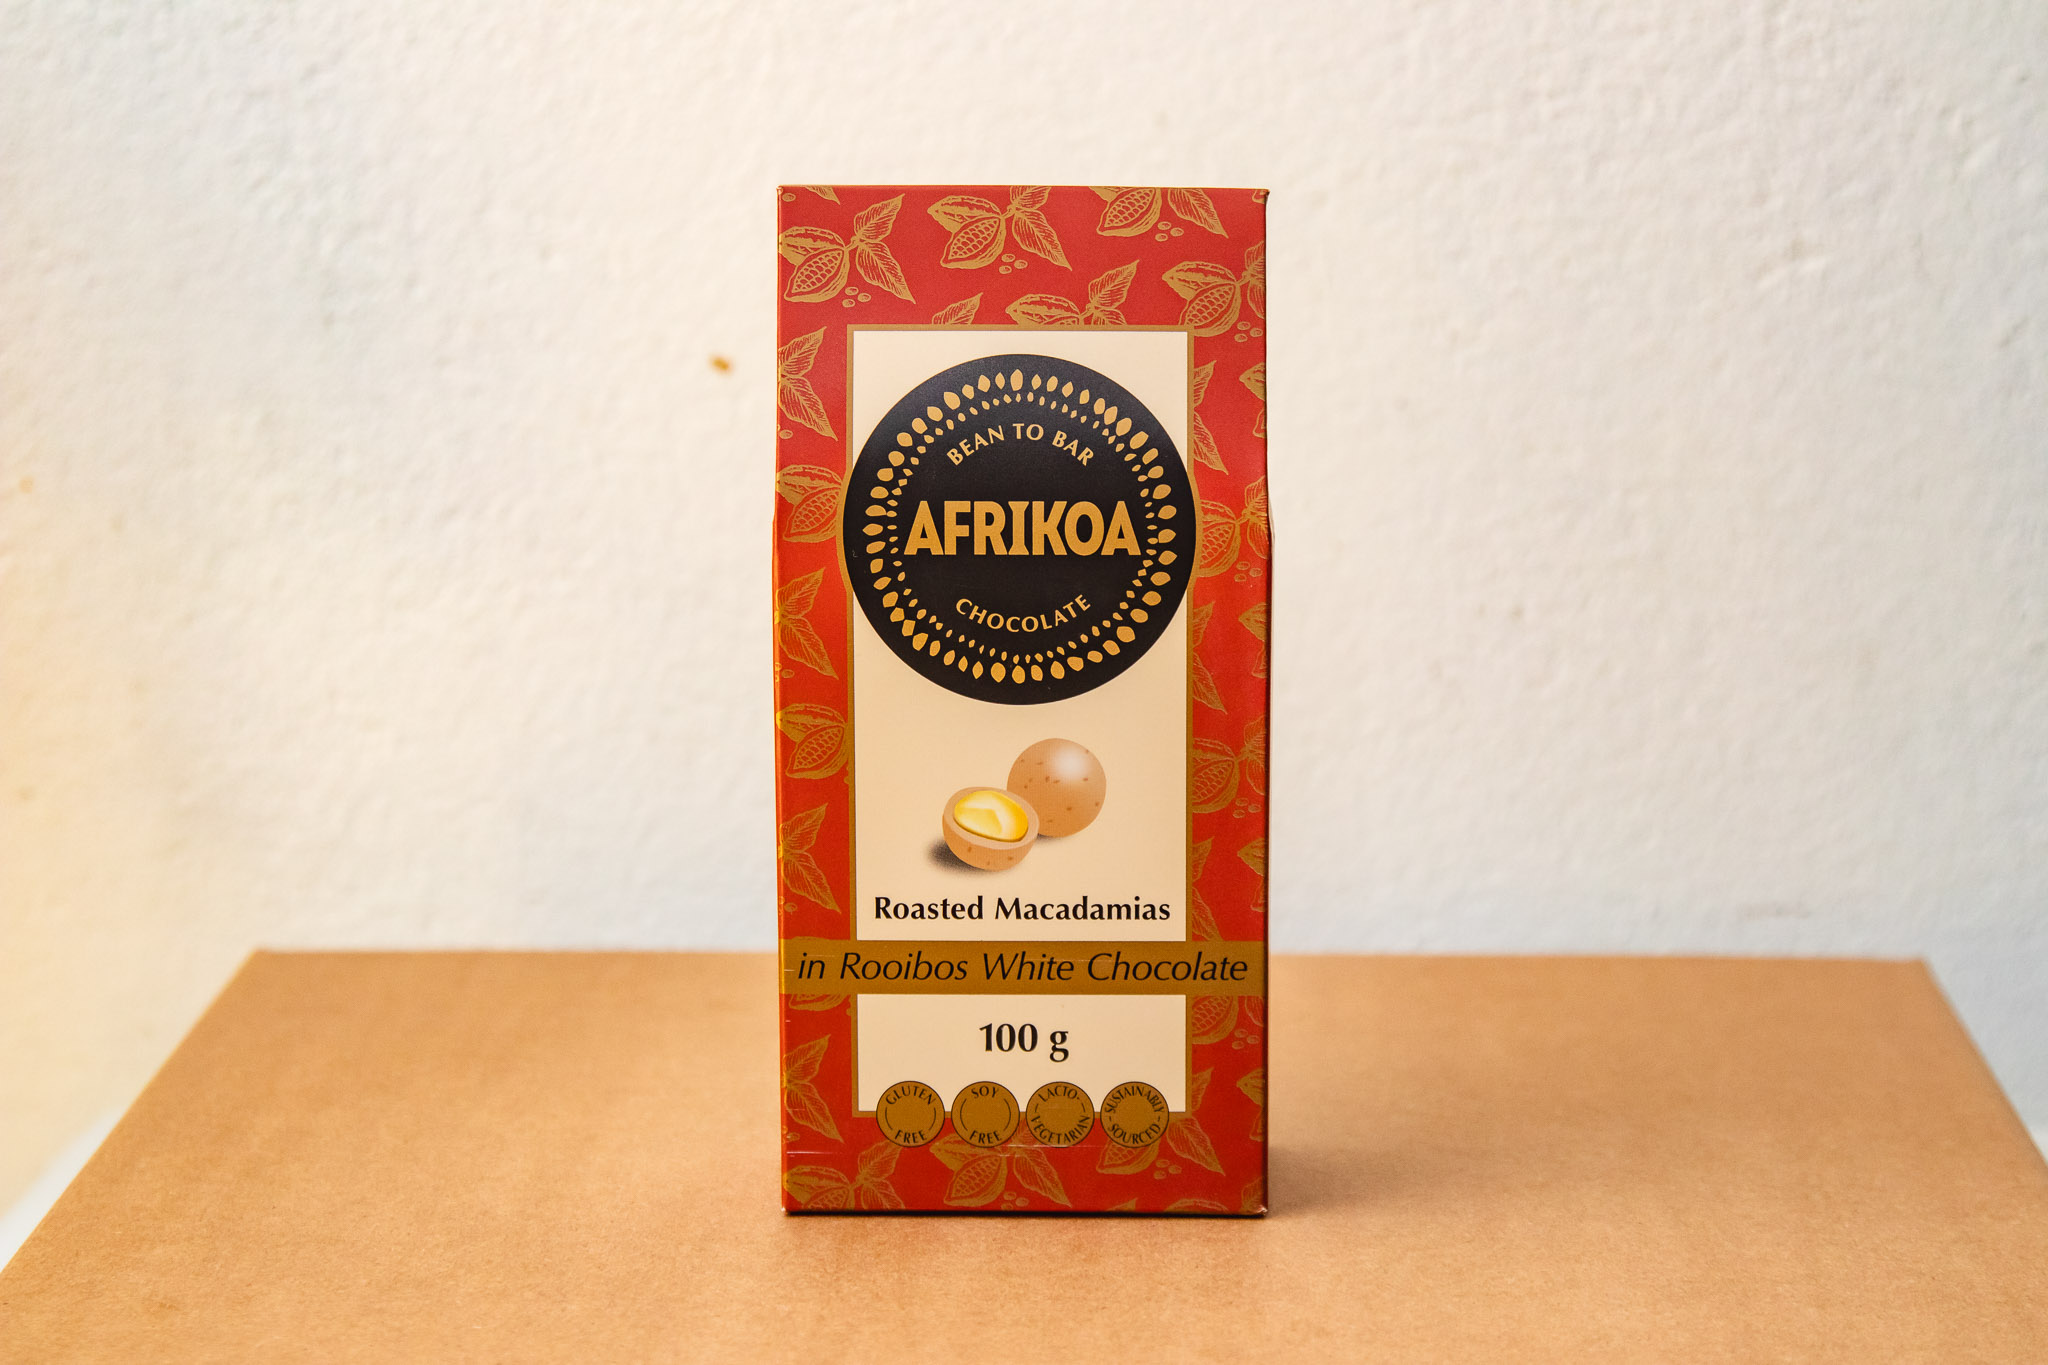 BEAN TO BAR
AFRIKOA
CHOCOLATE
Roasted Macadamias
in Rooibos White Chocolate
100 g
GLUTEN
FREE
SOY
FREE
LACTO-
VEGETARIAN
SUSTAINABLY
SOURCED